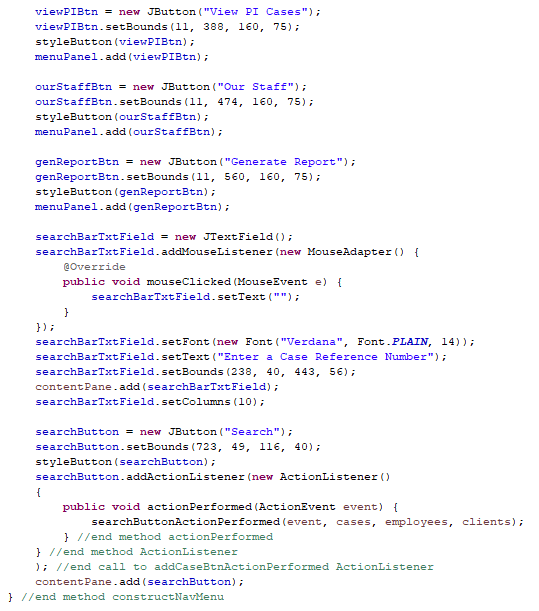 viewPIBtn = new JButton("View PI Cases");
viewPIBtn.setBounds(11, 388, 160, 75);
styleButton(viewPIBtn);
menuPanel.add(viewPIBtn);

ourStaffBtn = new JButton("Our Staff");
ourStaffBtn.setBounds(11, 474, 160, 75);
styleButton(ourStaffBtn);
menuPanel.add(ourStaffBtn);

genReportBtn = new JButton("Generate Report");
genReportBtn.setBounds(11, 560, 160, 75);
styleButton(genReportBtn);
menuPanel.add(genReportBtn);

searchBarTxtField = new JTextField();
searchBarTxtField.addMouseListener(new MouseAdapter() {
    @Override
    public void mouseClicked(MouseEvent e) {
        searchBarTxtField.setText("");
    }
});
searchBarTxtField.setFont(new Font("Verdana", Font.PLAIN, 14));
searchBarTxtField.setText("Enter a Case Reference Number");
searchBarTxtField.setBounds(238, 40, 443, 56);
contentPane.add(searchBarTxtField);
searchBarTxtField.setColumns(10);

searchButton = new JButton("Search");
searchButton.setBounds(723, 49, 116, 40);
styleButton(searchButton);
searchButton.addActionListener(new ActionListener()
{
    public void actionPerformed(ActionEvent event) {
        searchButtonActionPerformed(event, cases, employees, clients);
    } //end method actionPerformed
} //end method ActionListener
); //end call to addCaseBtnActionPerformed ActionListener
contentPane.add(searchButton);
} //end method constructNavMenu